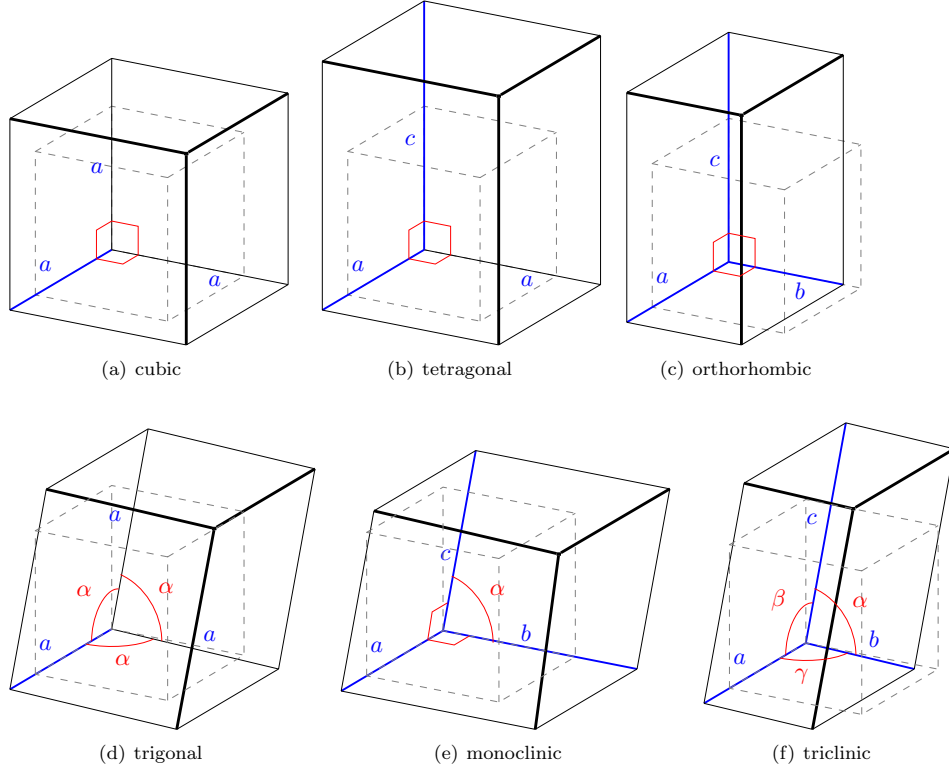 a
a
a
(a) cubic
c
a
a
(b) tetragonal
c
a
b
(c) orthorhombic
a
α
α
a
a
α
(d) trigonal
c
α
a
b
(e) monoclinic
c
β
α
a
b
γ
(f) triclinic